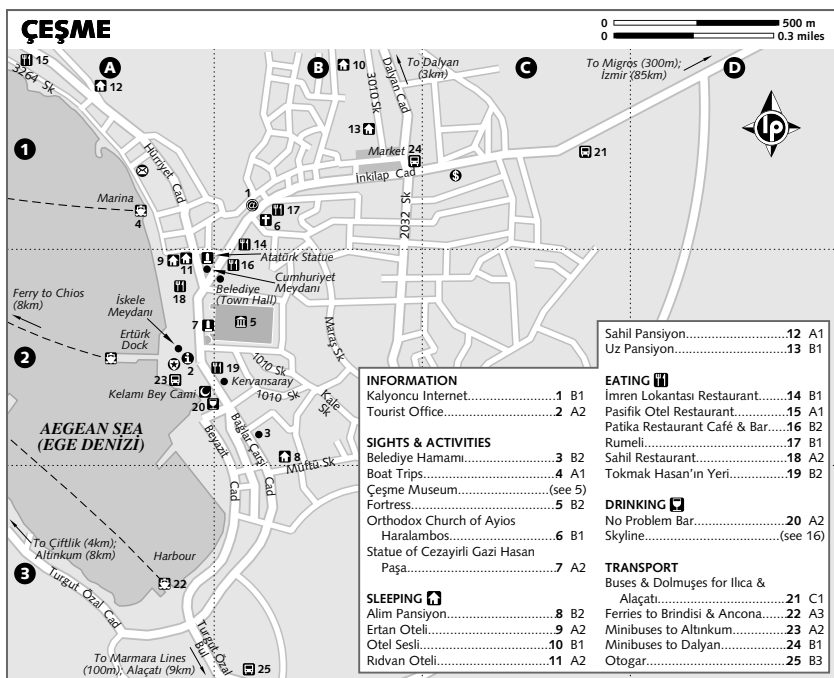 ÇEŞME
0 500 m
0 0.3 miles
A
B
C
D
1
2
3
15
3264 Sk
12
10
3010 Sk
Dalyan Cad
To Dalyan
(3km)
To Migros (300m);
İzmir (85km)
lp
13
Market
24
21
Hürriyet Cad
İnkılap Cad
$
1
@
Marina
4
17
6
2032 Sk
14
Atatürk Statue
9
11
16
Cumhuriyet
Meydanı
Belediye
(Town Hall)
18
Ferry to Chios
(8km)
İskele
Meydanı
Ertürk
Dock
7
5
Maraş Sk
2
23
19
1010 Sk
Kervansaray
1010 Sk
Kelami Bey Cami
20
Kale
Sk
AEGEAN SEA
(EGE DENİZİ)
Beyazit
Cad
Bağlar Çarşı
Cad
3
8
Müftü Sk
To Çiftlik (4km);
Altınkum (8km)
Harbour
22
Turgut Özal Cad
Turgut Özal
Bul
To Marmara Lines
(100m); Alaçatı (9km)
25
INFORMATION
Kalyoncu Internet 1 B1
Tourist Office 2 A2
SIGHTS & ACTIVITIES
Belediye Hamamı 3 B2
Boat Trips 4 A1
Çeşme Museum (see 5)
Fortress 5 B2
Orthodox Church of Ayios
Haralambos 6 B1
Statue of Cezayirli Gazi Hasan
Paşa 7 A2
SLEEPING
Alim Pansiyon 8 B2
Ertan Oteli 9 A2
Otel Sesli 10 B1
Rıdvan Oteli 11 A2
Sahil Pansiyon 12 A1
Uz Pansiyon 13 B1
EATING
İmren Lokantası Restaurant 14 B1
Pasifik Otel Restaurant 15 A1
Patika Restaurant Café & Bar 16 B2
Rumeli 17 B1
Sahil Restaurant 18 A2
Tokmak Hasan'ın Yeri 19 B2
DRINKING
No Problem Bar 20 A2
Skyline (see 16)
TRANSPORT
Buses & Dolmuşes for Ilıca &
Alaçatı 21 C1
Ferries to Brindisi & Ancona 22 A3
Minibuses to Altınkum 23 A2
Minibuses to Dalyan 24 B1
Otogar 25 B3